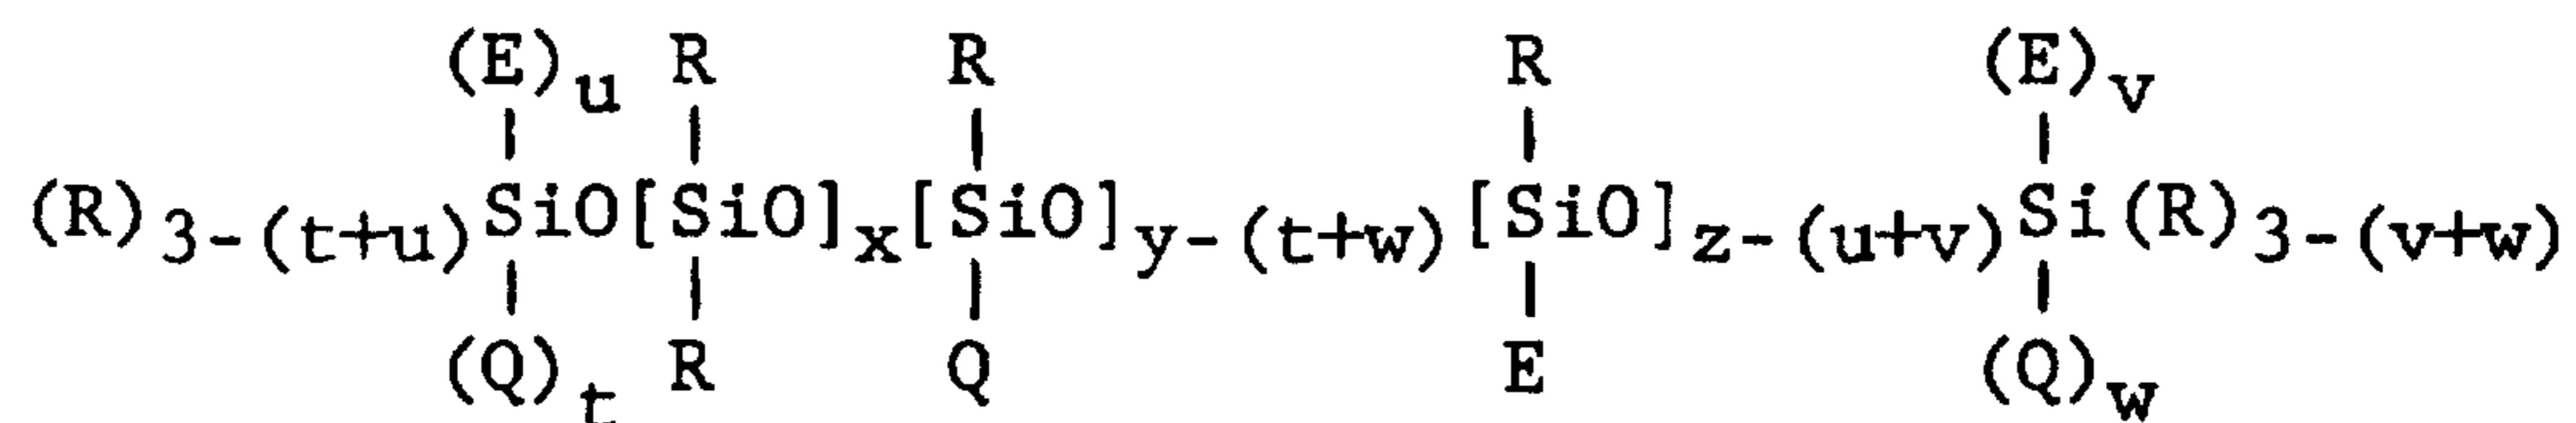 (E)u R R R (E)v
(R)3-(t+u)SiO[SiO]x[SiO]y-(t+w)[SiO]z-(u+v)Si(R)3-(v+w)
(Q)t R Q E (Q)w